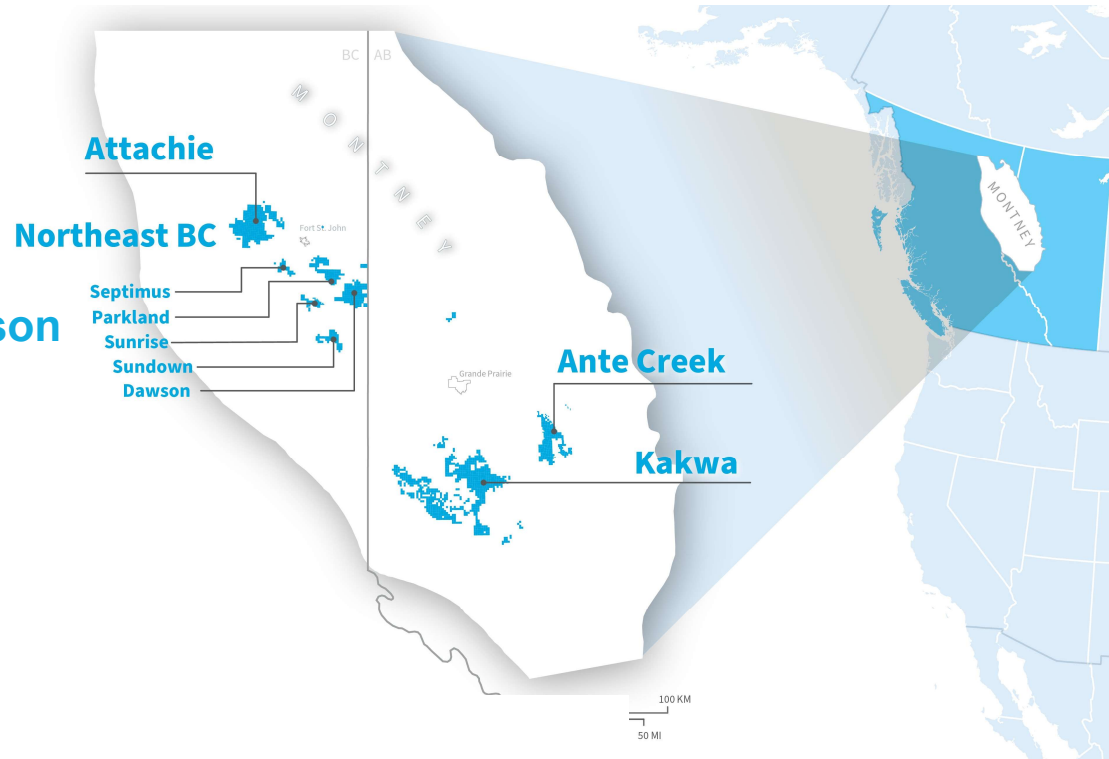 BC AB
MONTNEY
Attachie
Northeast BC
Fort St. John
Septimus
Parkland
Sunrise
Sundown
Dawson
son
Grande Prairie
Ante Creek
Kakwa
MONTNEY
100 KM
50 MI